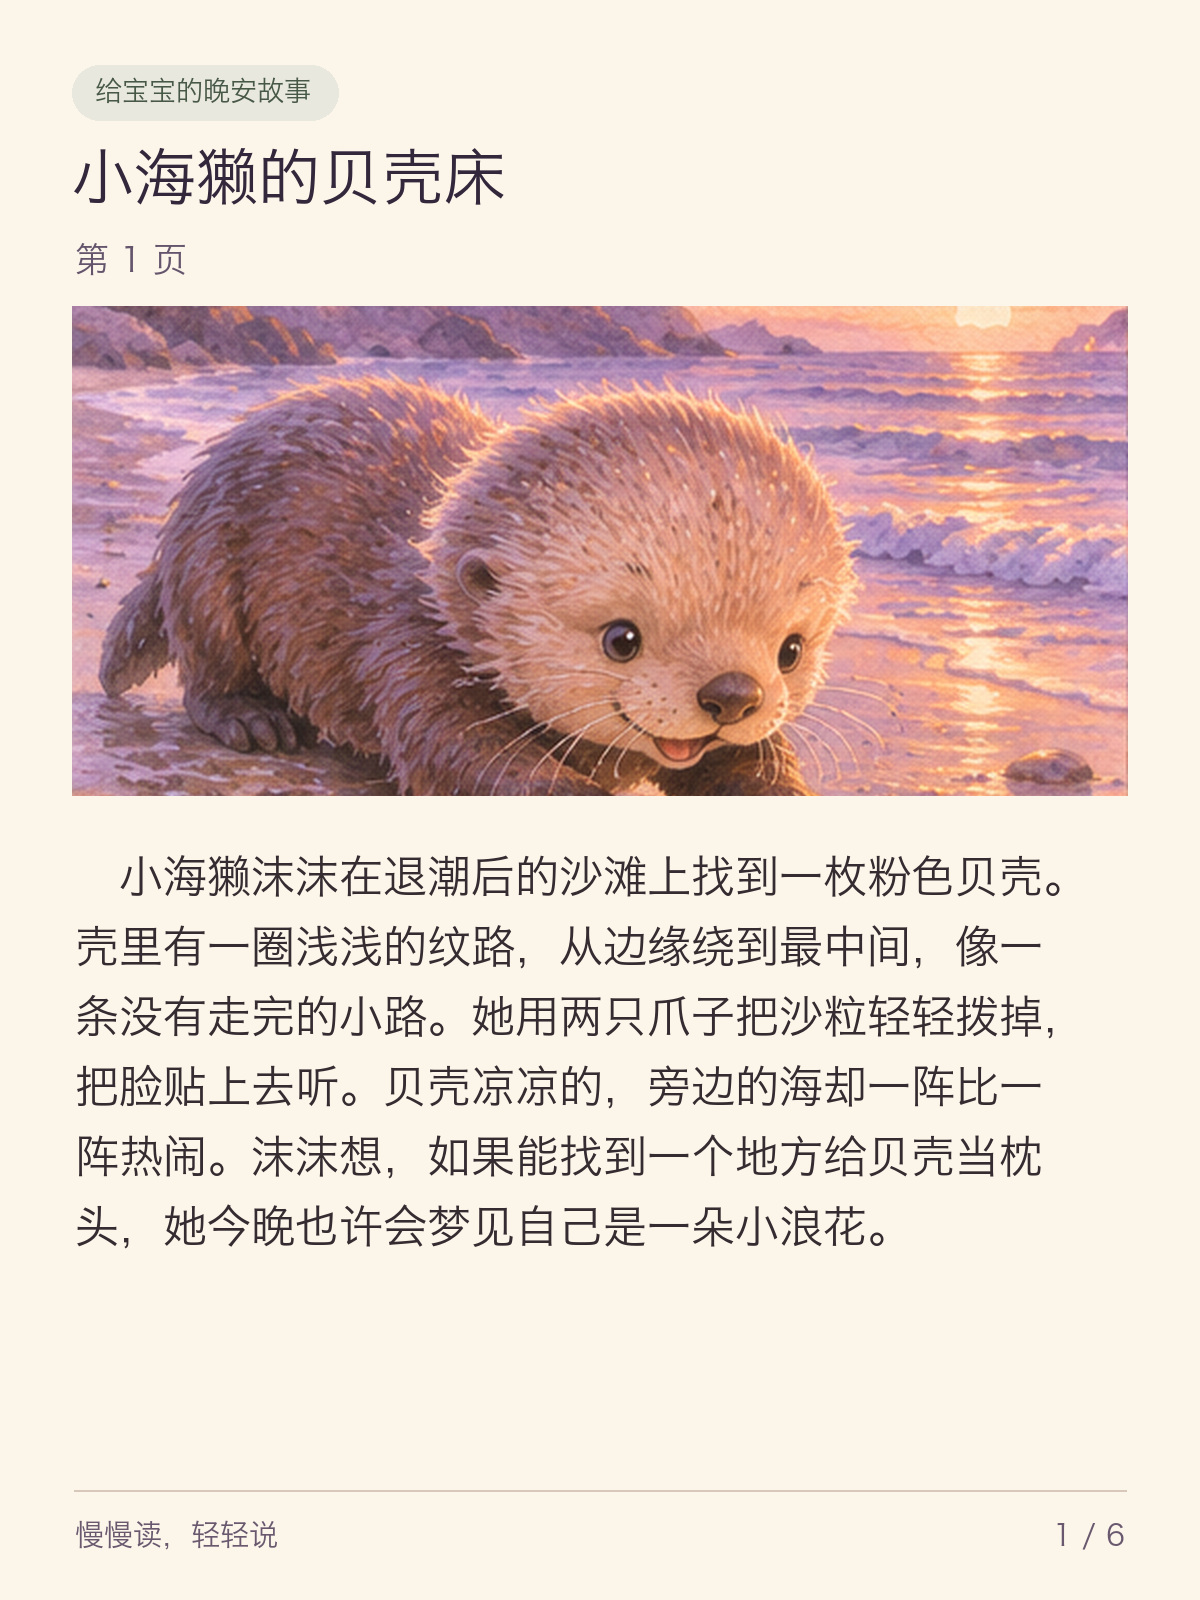 给宝宝的晚安故事
小海獭的贝壳床
第 1 页
小海獭沫沫在退潮后的沙滩上找到一枚粉色贝壳。
壳里有一圈浅浅的纹路，从边缘绕到最中间，像一
条没有走完的小路。她用两只爪子把沙粒轻轻拨掉，
把脸贴上去听。贝壳凉凉的，旁边的海却一阵比一
阵热闹。沫沫想，如果能找到一个地方给贝壳当枕
头，她今晚也许会梦见自己是一朵小浪花。
慢慢读，轻轻说
1 / 6